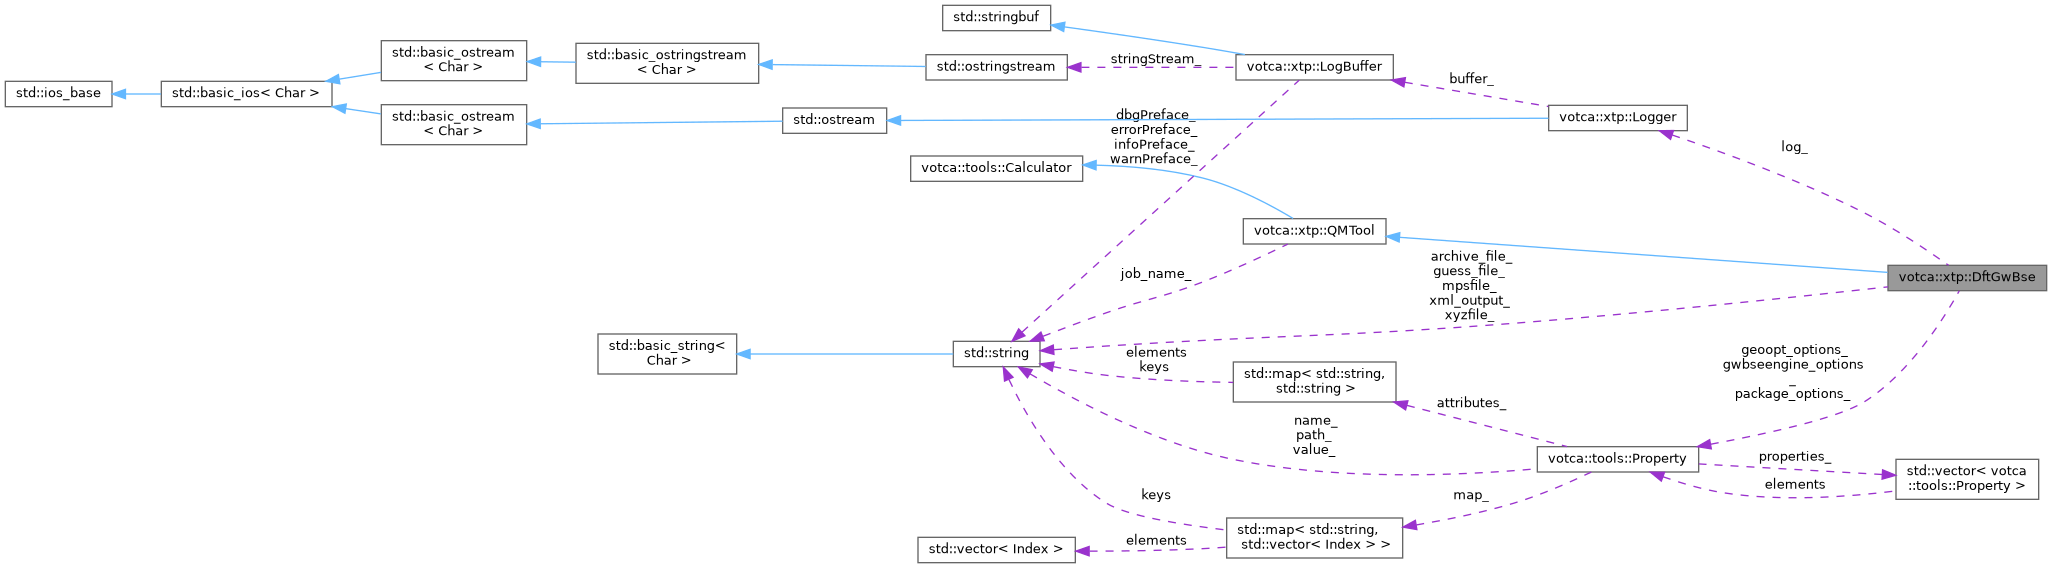 std::stringbuf
std::basic_ostream
< Char >
std::basic_ostringstream
< Char >
std::ostringstream
stringStream_
votca::xtp::LogBuffer
buffer_
std::ios_base
std::basic_ios< Char >
std::basic_ostream
< Char >
std::ostream
dbgPreface_
errorPreface_
infoPreface_
warnPreface_
votca::xtp::Logger
log_
votca::tools::Calculator
votca::xtp::QMTool
job_name_
archive_file_
guess_file_
mpsfile_
xml_output_
xyzfile_
votca::xtp::DftGwBse
std::basic_string<
Char >
std::string
elements
keys
std::map< std::string,
std::string >
attributes_
geoopt_options_
gwbseengine_options
_
package_options_
name_
path_
value_
votca::tools::Property
properties_
elements
std::vector< votca
::tools::Property >
keys
map_
std::map< std::string,
std::vector< Index > >
elements
std::vector< Index >